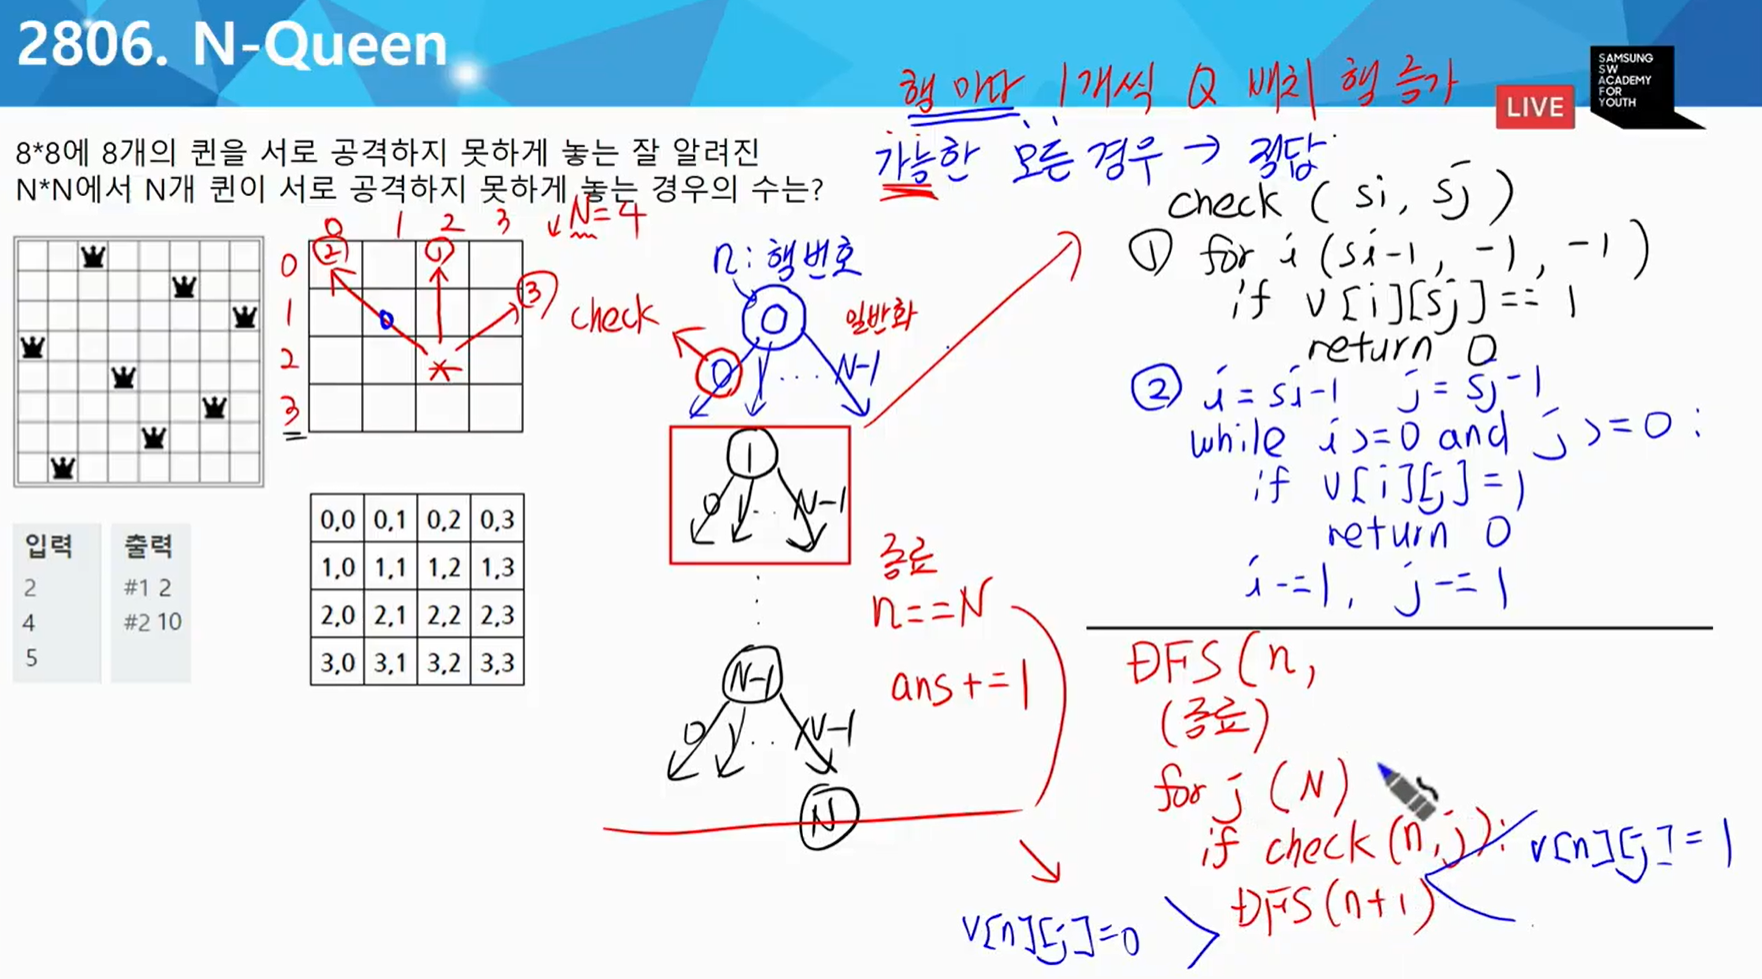 2806. N-Queen
SAMSUNG
SW
ACADEMY
FOR
YOUTH
LIVE
행 마다 1개씩 Q 배치 행 증가
가능한 모든 경우 → 정답
8*8에 8개의 퀸을 서로 공격하지 못하게 놓는 잘 알려진
N*N에서 N개 퀸이 서로 공격하지 못하게 놓는 경우의 수는?
N=4
0 1 2 3
0 ② ①
1 ③
2
3
check
n: 행번호
0
일반화
0 1 .... N-1
1
0 .. N-1
N-1
0 1 .. N-1
N
종료
n==N
ans+=1
check (si, sj)
① for i (si-1, -1, -1)
if v[i][sj]== 1
return 0
② i = si-1 j = sj-1
while i>=0 and j>=0:
if v[i][j]=1
return 0
i-=1, j-=1
DFS(n,
(종료)
for j (N)
if check(n,j): v[n][j]=1
DFS(n+1)
v[n][j]=0
0,0 0,1 0,2 0,3
1,0 1,1 1,2 1,3
2,0 2,1 2,2 2,3
3,0 3,1 3,2 3,3
입력
2
4
5
출력
#1 2
#2 10